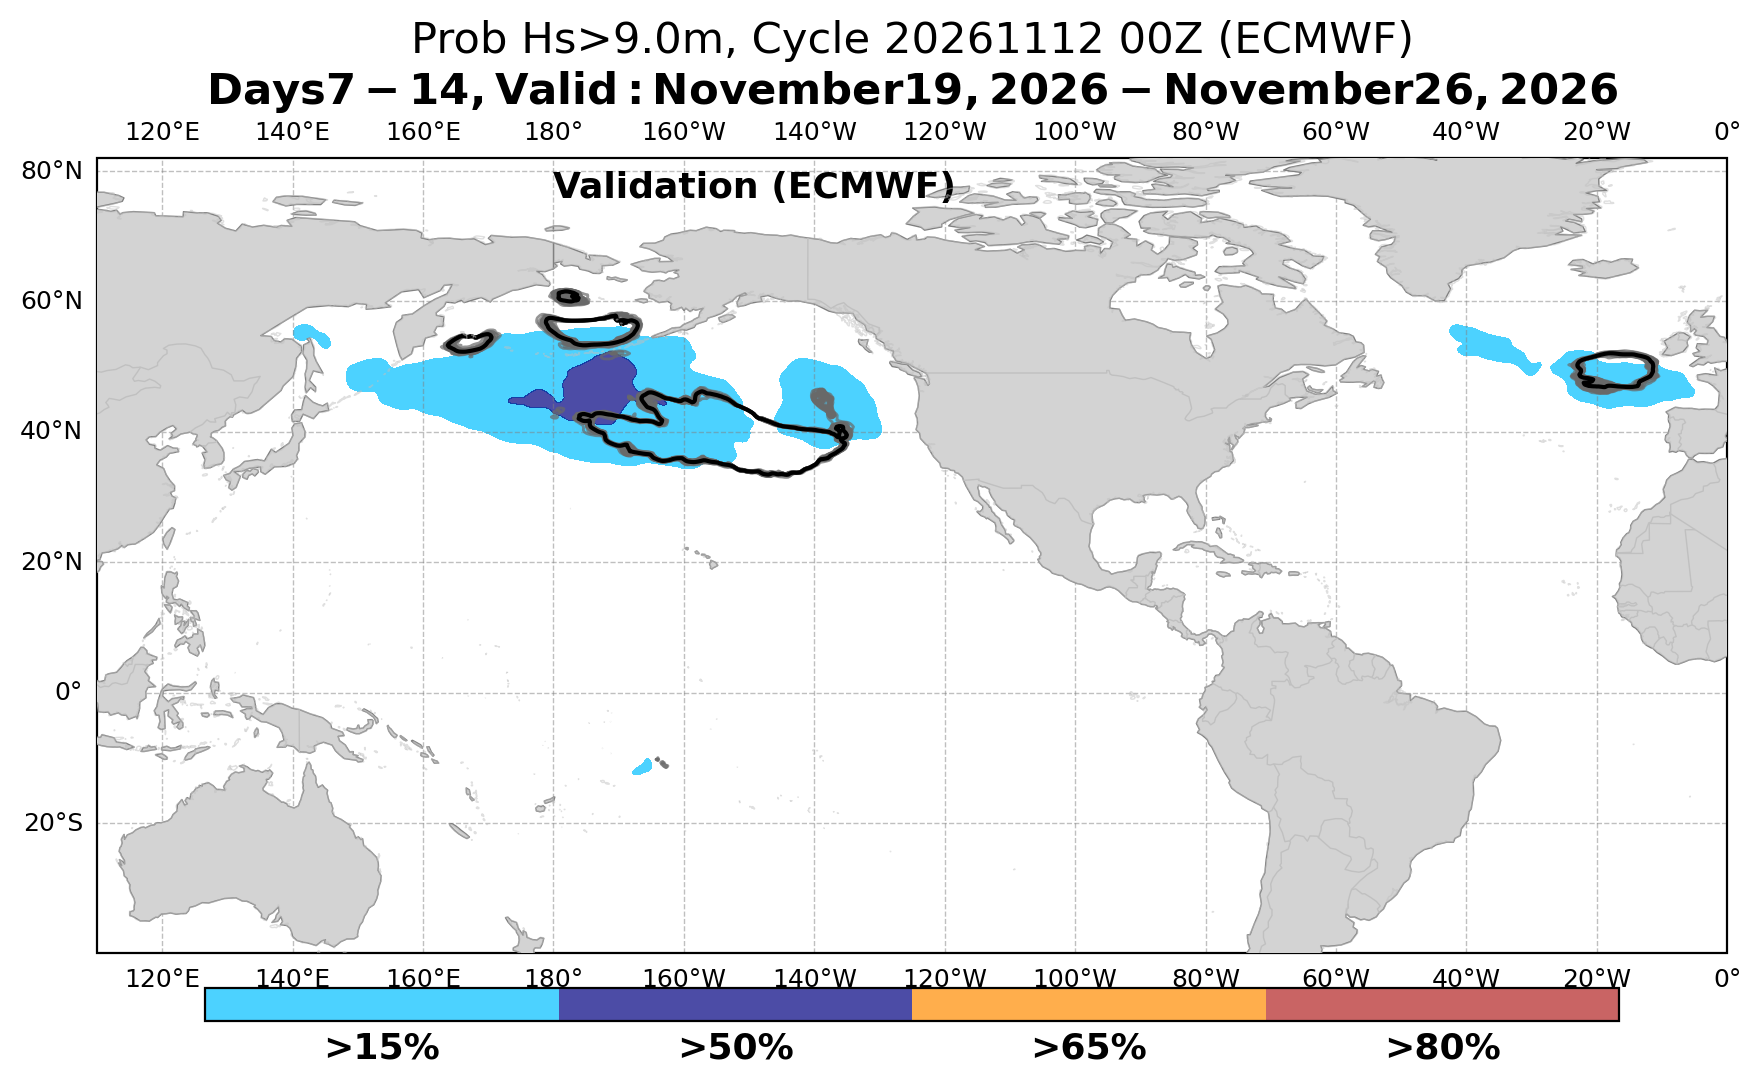 Prob Hs>9.0m, Cycle 20261112 00Z (ECMWF)
Days7 − 14, Valid : November19, 2026 − November26, 2026
120°E 140°E 160°E 180° 160°W 140°W 120°W 100°W 80°W 60°W 40°W 20°W 0°
80°N
Validation (ECMWF)
60°N
40°N
20°N
0°
20°S
120°E 140°E 160°E 180° 160°W 140°W 120°W 100°W 80°W 60°W 40°W 20°W 0°
>15% >50% >65% >80%